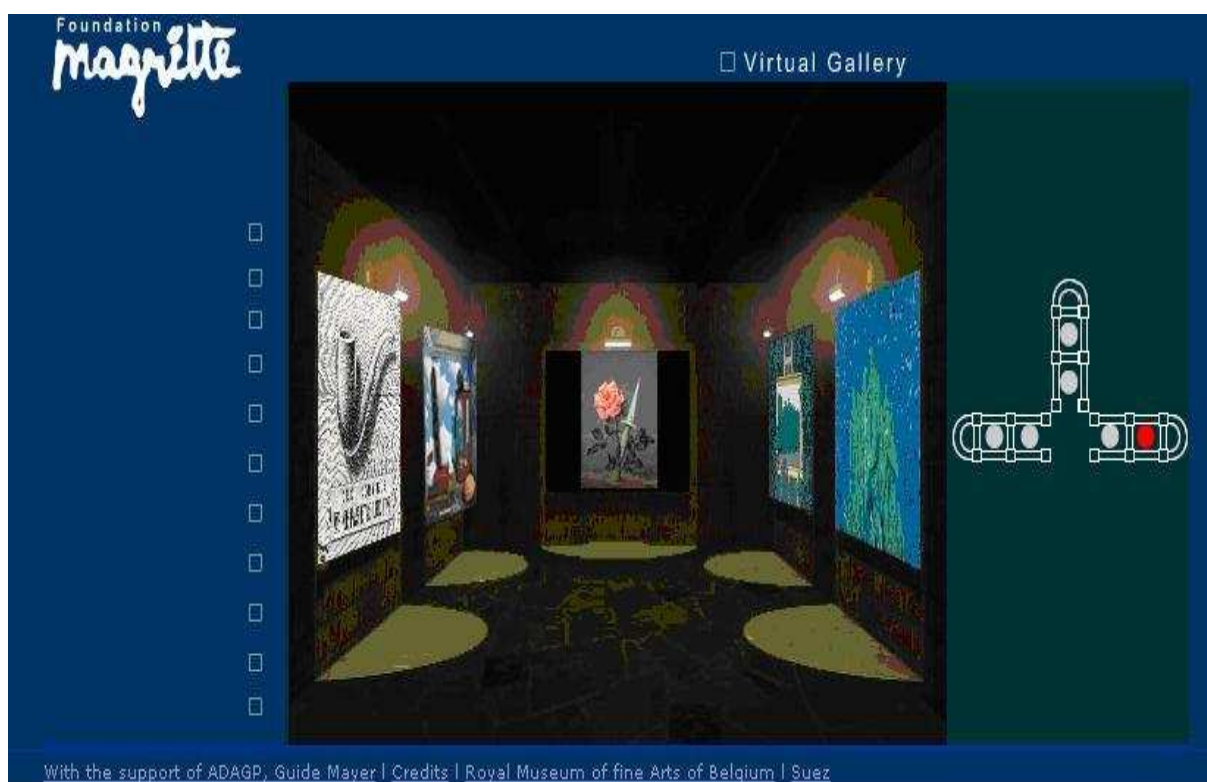 Foundation
magritte
Virtual Gallery
With the support of ADAGP, Guide Mayer | Credits | Royal Museum of fine Arts of Belgium | Suez